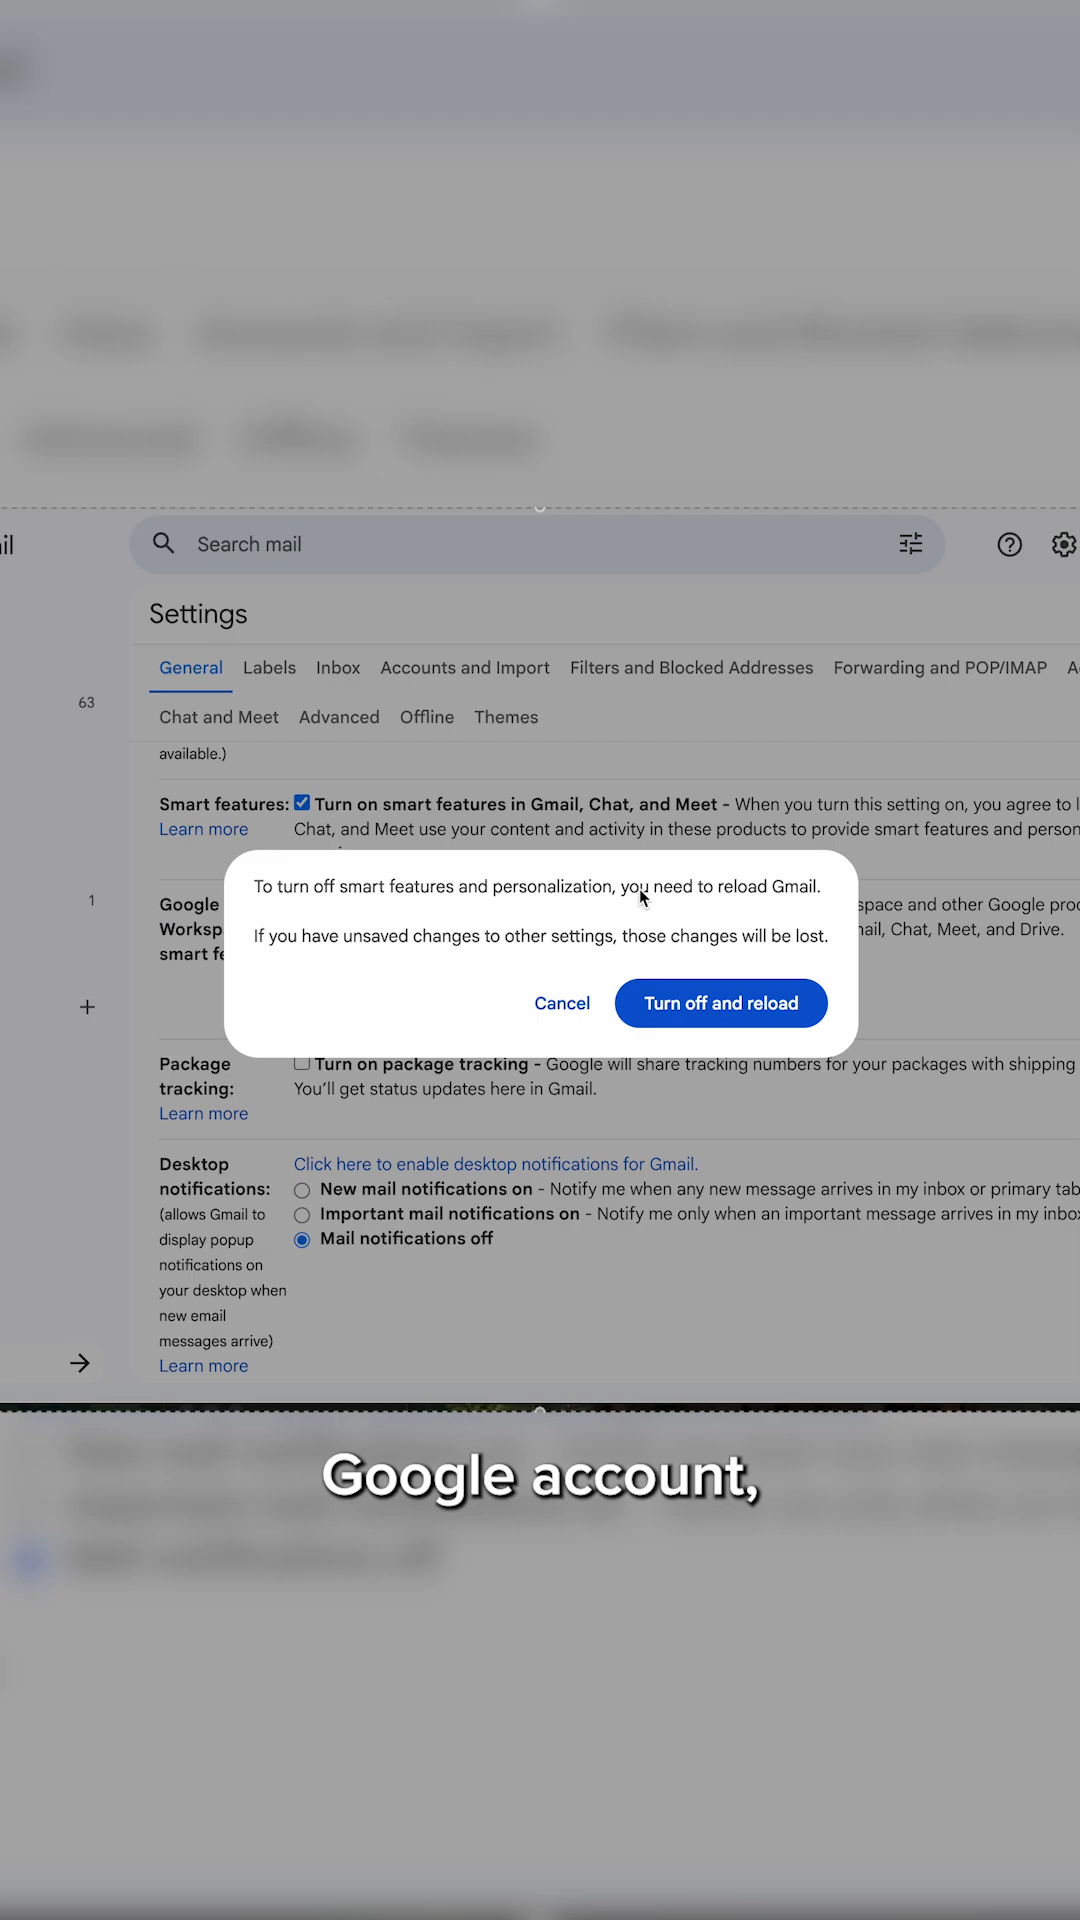 il
Search mail
Settings
General Labels Inbox Accounts and Import Filters and Blocked Addresses Forwarding and POP/IMAP
63
Chat and Meet Advanced Offline Themes
available.)
Smart features: Turn on smart features in Gmail, Chat, and Meet - When you turn this setting on, you agree to
Learn more Chat, and Meet use your content and activity in these products to provide smart features and person
To turn off smart features and personalization, you need to reload Gmail.
1
Google space and other Google
Worksp ail, Chat, Meet, and Drive.
smart fe
If you have unsaved changes to other settings, those changes will be lost.
Cancel Turn off and reload
Package Turn on package tracking - Google will share tracking numbers for your packages with shipping
tracking: You'll get status updates here in Gmail.
Learn more
Desktop Click here to enable desktop notifications for Gmail.
notifications: New mail notifications on - Notify me when any new message arrives in my inbox or primary tab
(allows Gmail to Important mail notifications on - Notify me only when an important message arrives in my inbox
display popup Mail notifications off
notifications on
your desktop when
new email
messages arrive)
Learn more
Google account,